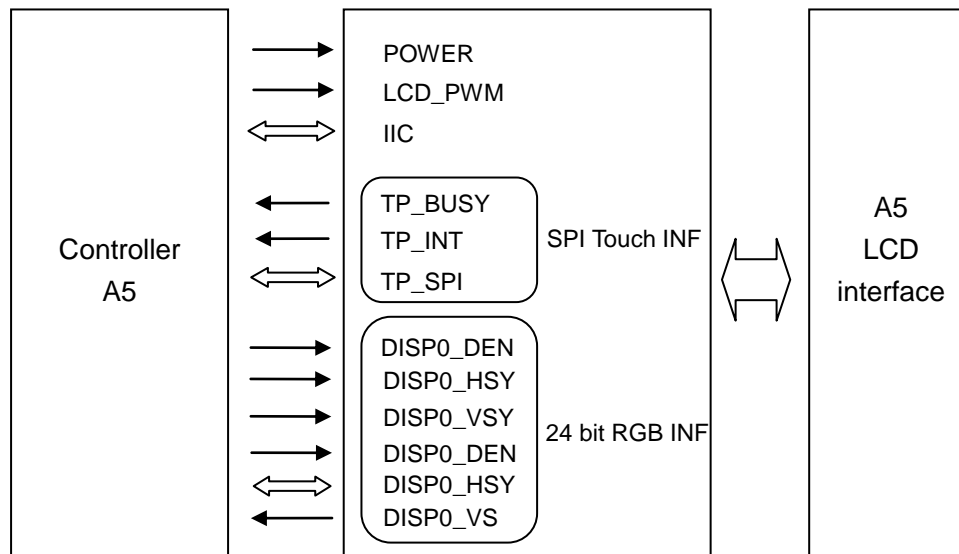 Controller
A5
POWER
LCD_PWM
IIC
TP_BUSY
TP_INT
TP_SPI
SPI Touch INF
DISP0_DEN
DISP0_HSY
DISP0_VSY
DISP0_DEN
DISP0_HSY
DISP0_VS
24 bit RGB INF
A5
LCD
interface